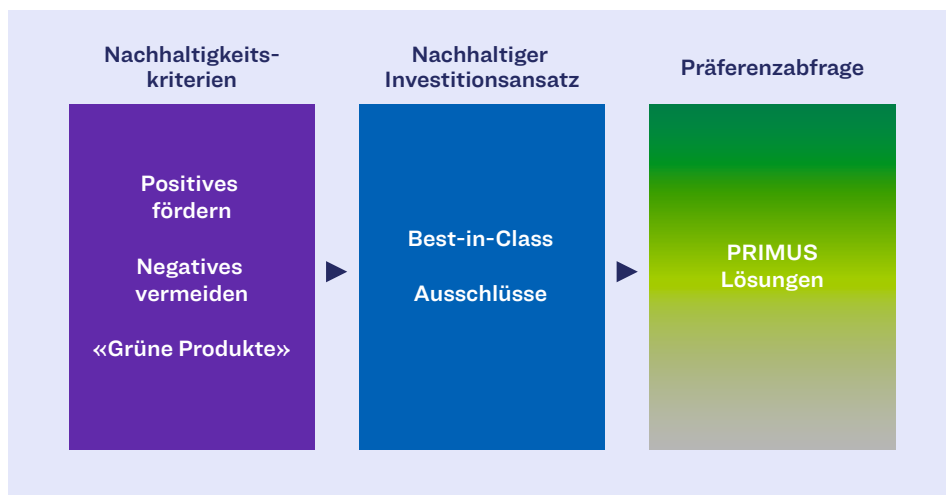 Nachhaltigkeits-
kriterien
Positives
fördern
Negatives
vermeiden
«Grüne Produkte»
Nachhaltiger
Investitionsansatz
Best-in-Class
Ausschlüsse
Präferenzabfrage
PRIMUS
Lösungen